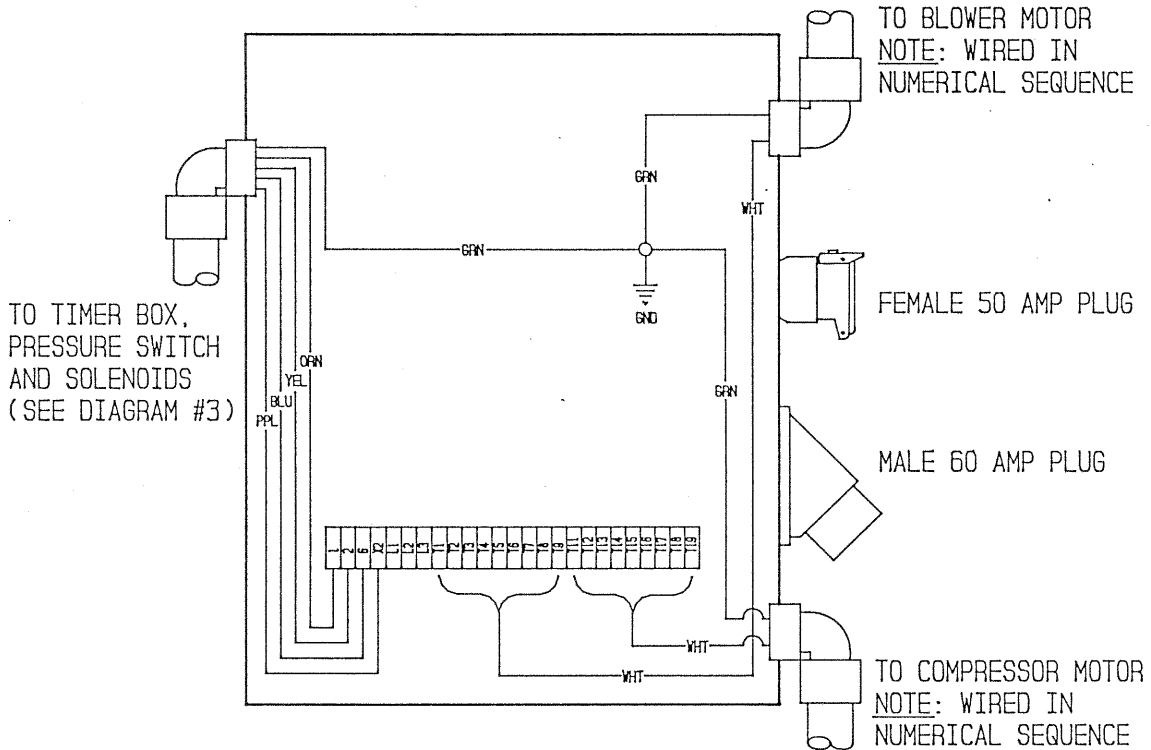 TO BLOWER MOTOR
NOTE: WIRED IN
NUMERICAL SEQUENCE
GRN
WHT
GRN
GND
FEMALE 50 AMP PLUG
TO TIMER BOX,
PRESSURE SWITCH
AND SOLENOIDS
(SEE DIAGRAM #3)
ORN
YEL
BLU
PPL
GRN
MALE 60 AMP PLUG
1 2 6 X2 L1 L2 L3 T1 T2 T3 T4 T5 T6 T7 T8 T9 T11 T12 T13 T14 T15 T16 T17 T18 T19
WHT
WHT
TO COMPRESSOR MOTOR
NOTE: WIRED IN
NUMERICAL SEQUENCE